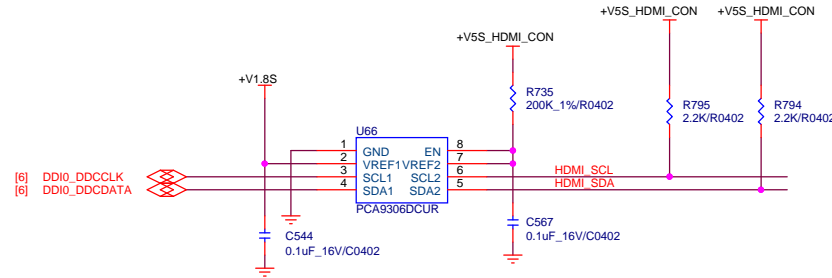 +V5S_HDMI_CON
+V5S_HDMI_CON
+V5S_HDMI_CON
+V1.8S
R735
200K_1%/R0402
R795
2.2K/R0402
R794
2.2K/R0402
U66
1 GND EN 8
2 VREF1 VREF2 7
[6] DDI0_DDCCLK 3 SCL1 SCL2 6 HDMI_SCL
[6] DDI0_DDCDATA 4 SDA1 SDA2 5 HDMI_SDA
PCA9306DCUR
C544
0.1uF_16V/C0402
C567
0.1uF_16V/C0402